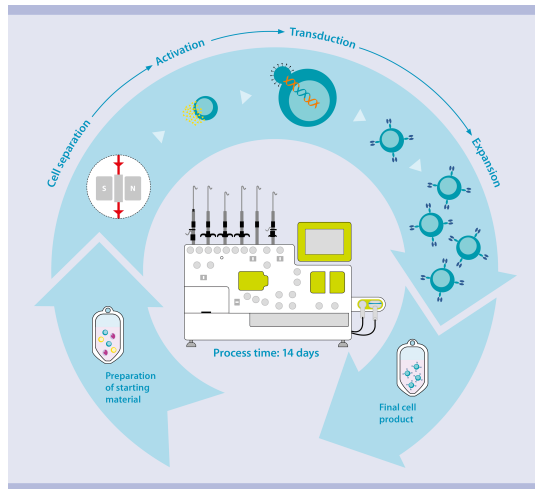 Cell separation
Activation
Transduction
Expansion
S
N
Process time: 14 days
Preparation
of starting
material
Final cell
product